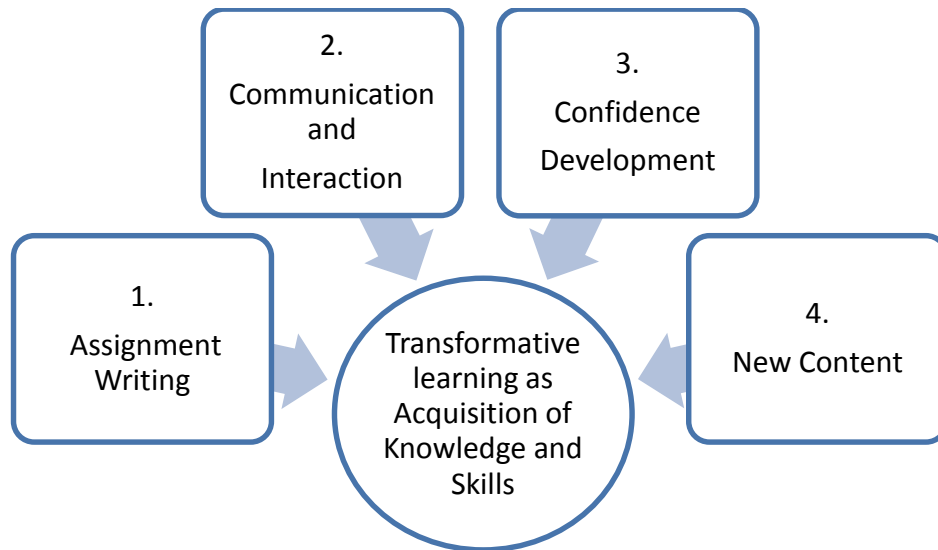 1.
Assignment
Writing
2.
Communication
and
Interaction
3.
Confidence
Development
4.
New Content
Transformative
learning as
Acquisition of
Knowledge and
Skills